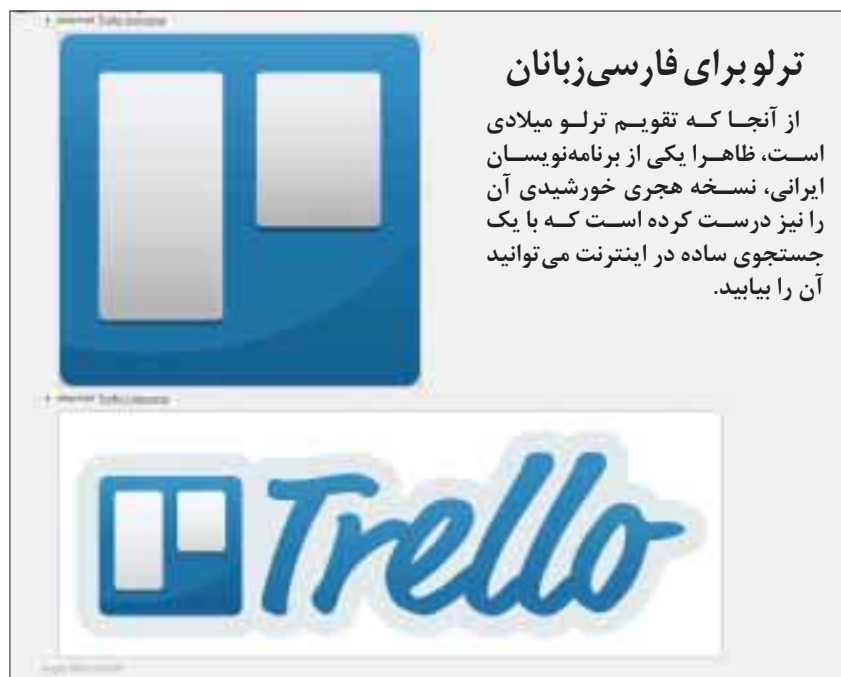 ترلو برای فارسی‌زبانان
از آنجا که تقویم ترلو میلادی
است، ظاهرا یکی از برنامه‌نویسان
ایرانی، نسخه هجری خورشیدی آن
را نیز درست کرده است که با یک
جستجوی ساده در اینترنت می‌توانید
آن را بیابید.
Trello